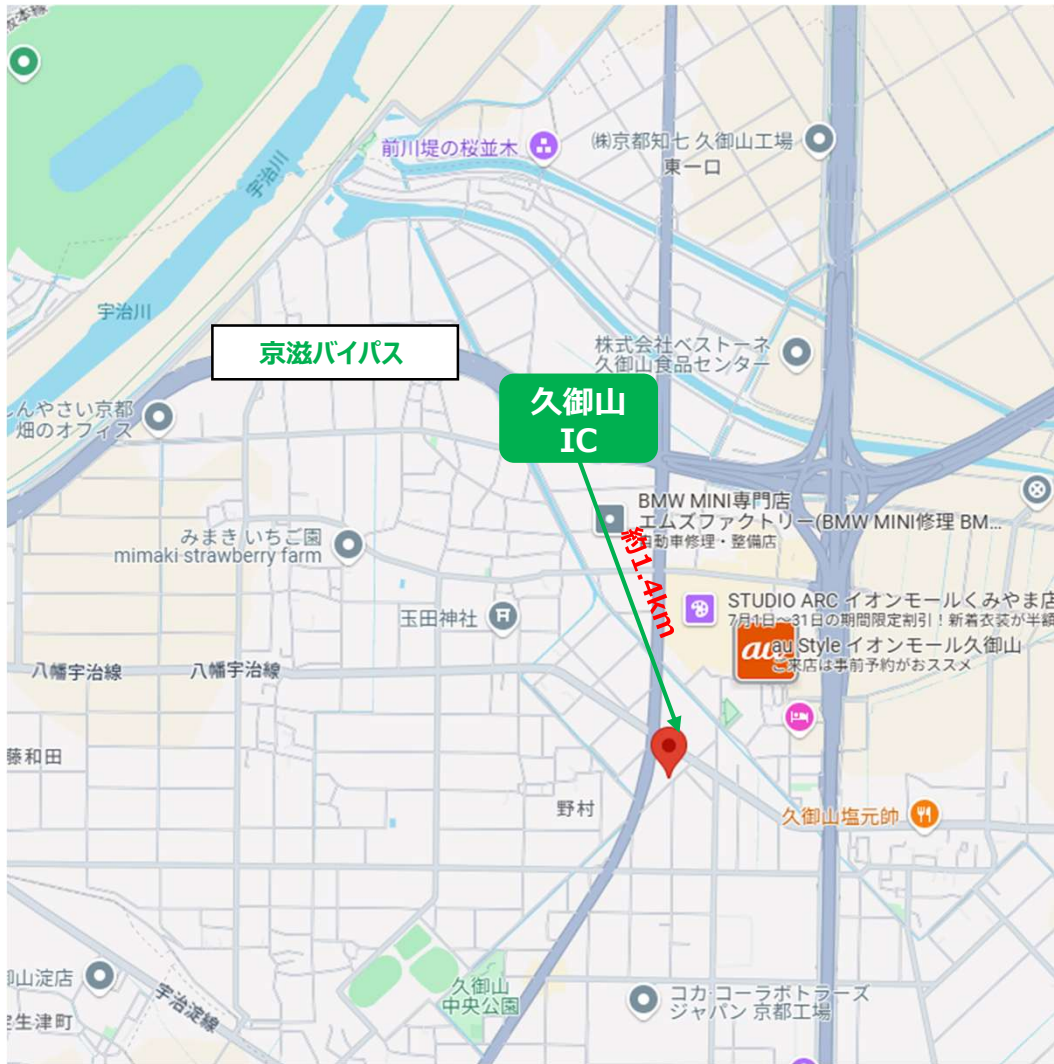 前川堤の桜並木
㈱京都知七 久御山工場
東一口
宇治川
宇治川
京滋バイパス
株式会社ベストーネ
久御山食品センター
久御山
IC
んやさい京都
畑のオフィス
BMW MINI専門店
エムズファクトリー(BMW MINI修理 BM...
自動車修理・整備店
約1.4km
みまき いちご園
mimaki strawberry farm
玉田神社
STUDIO ARC イオンモールくみやま店
7月1日~31日の期間限定割引！新着衣装が半額
au
au Style イオンモール久御山
ご来店は事前予約がおススメ
八幡宇治線
八幡宇治線
藤和田
野村
久御山塩元帥
山淀店
宇治淀線
生津町
久御山
中央公園
コカ·コーラボトラーズ
ジャパン 京都工場